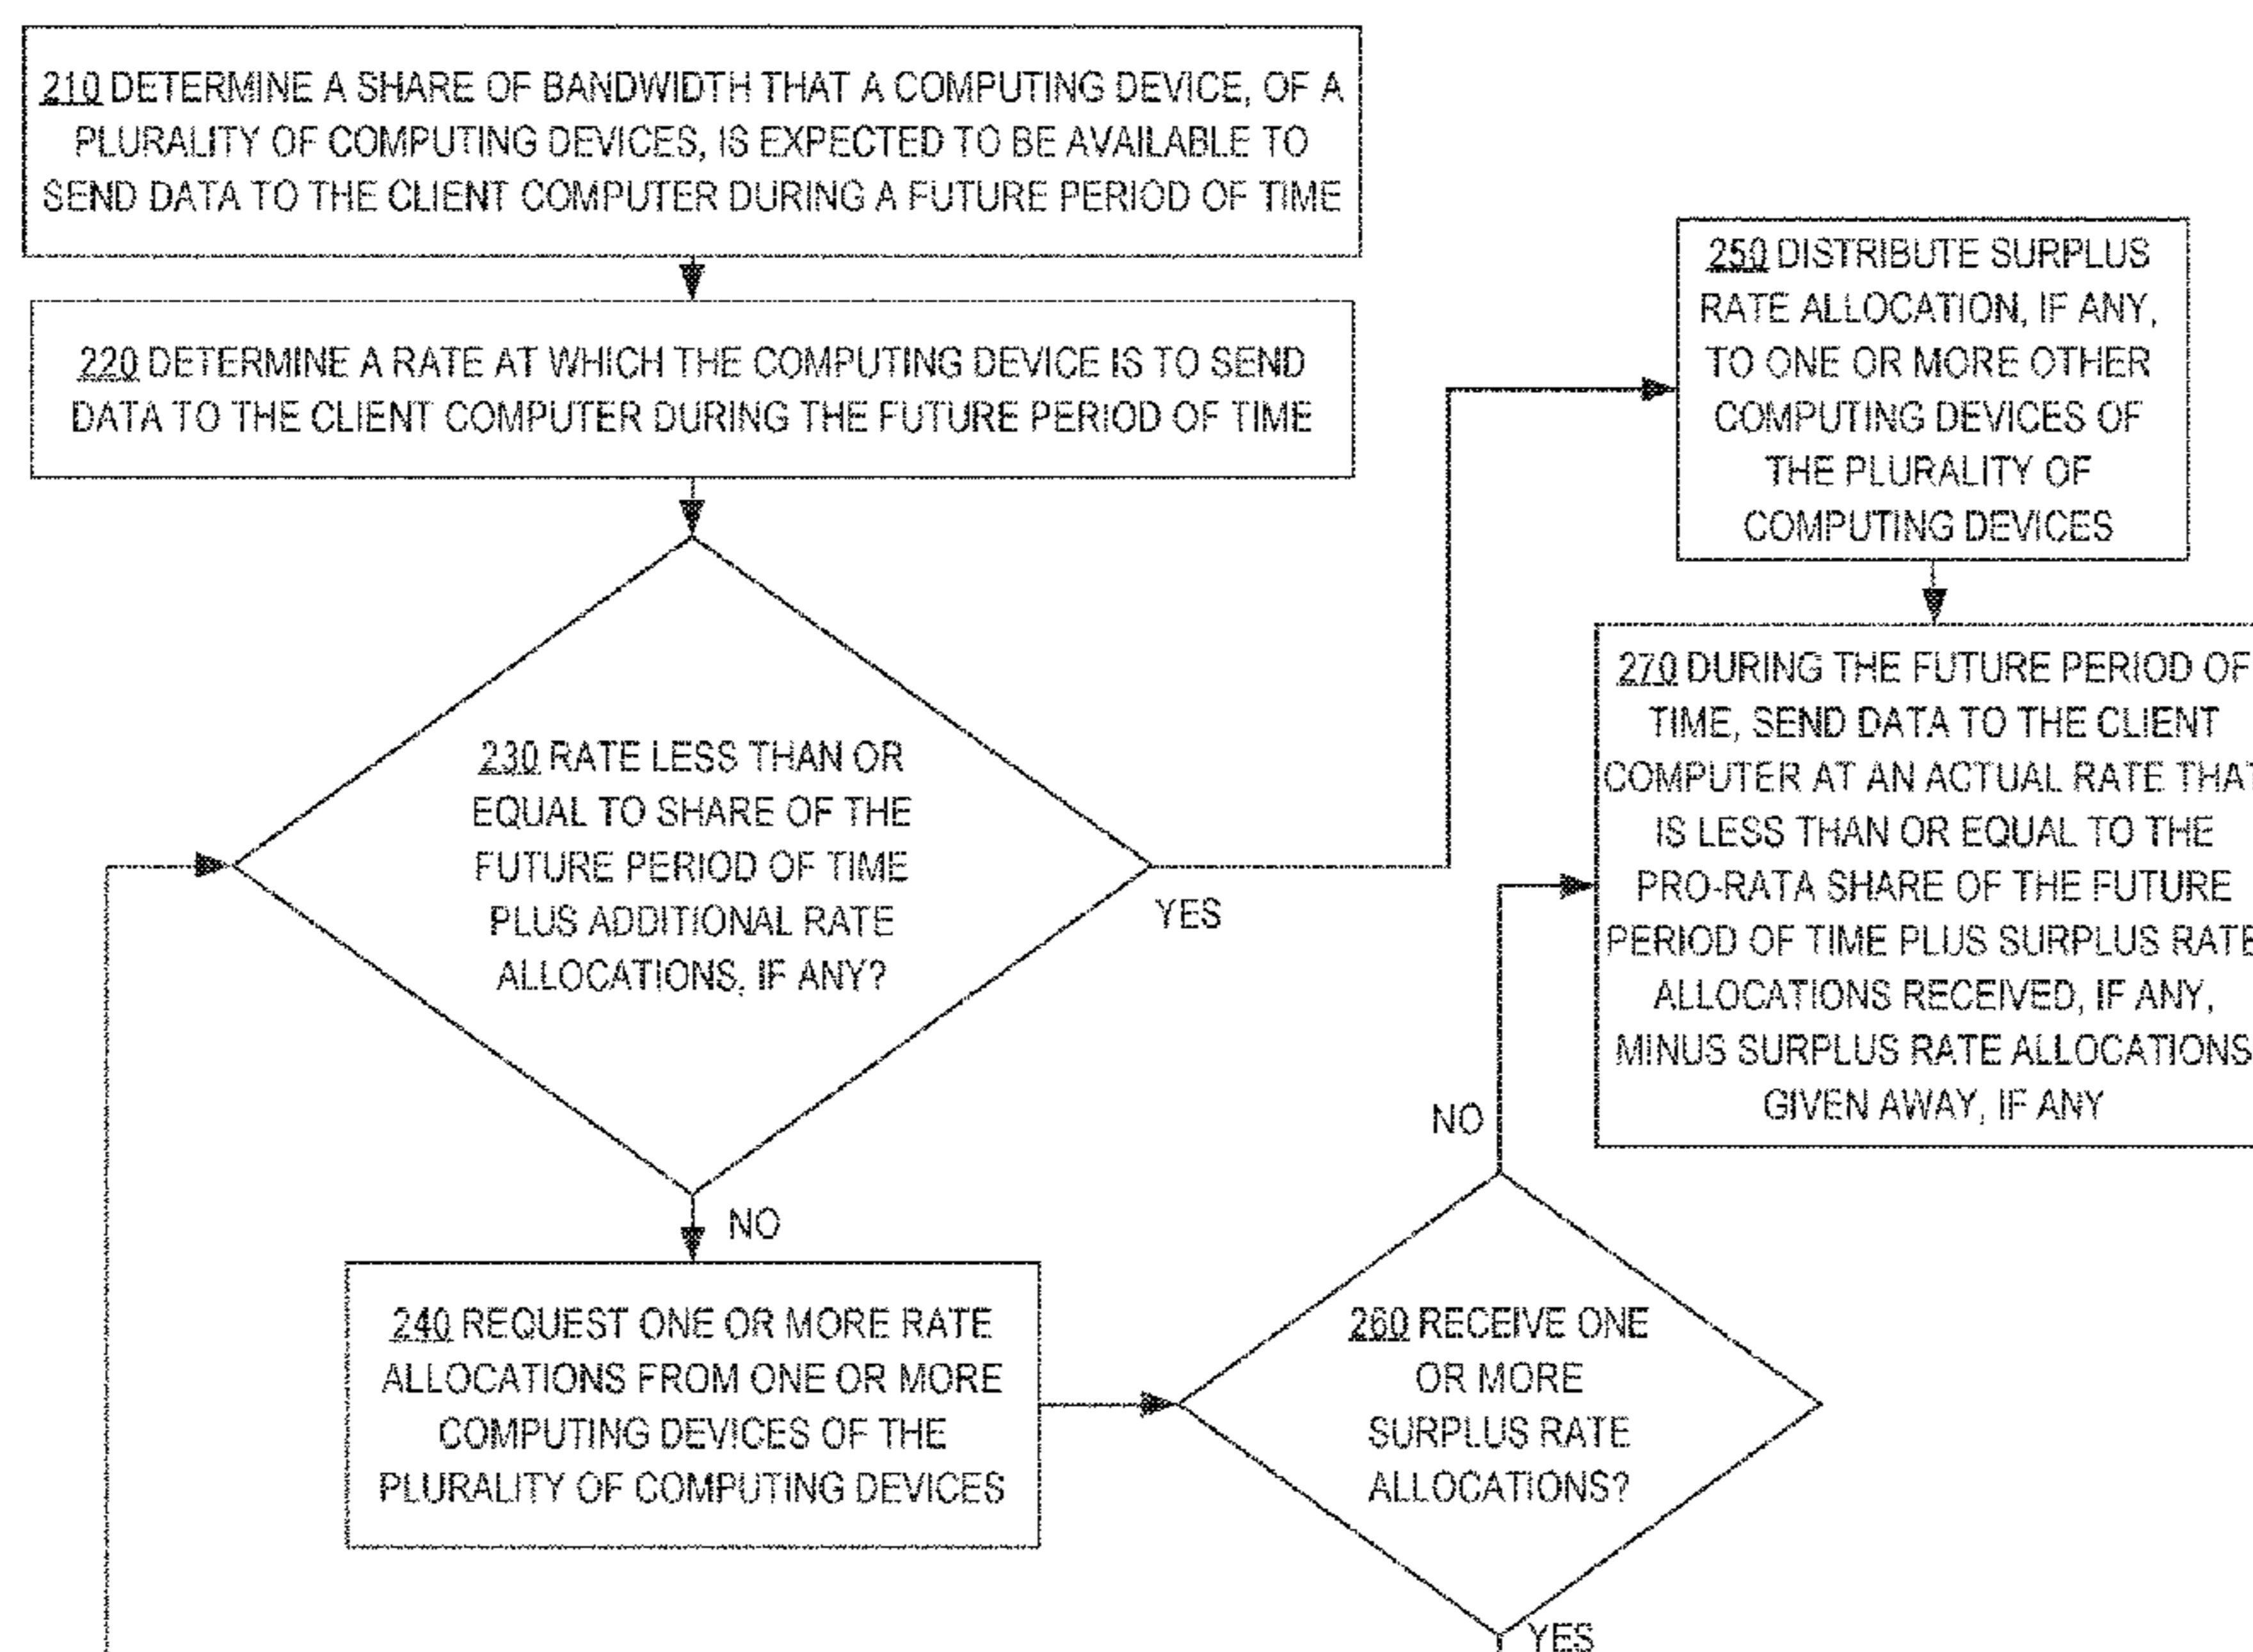 210 DETERMINE A SHARE OF BANDWIDTH THAT A COMPUTING DEVICE, OF A
PLURALITY OF COMPUTING DEVICES, IS EXPECTED TO BE AVAILABLE TO
SEND DATA TO THE CLIENT COMPUTER DURING A FUTURE PERIOD OF TIME
220 DETERMINE A RATE AT WHICH THE COMPUTING DEVICE IS TO SEND
DATA TO THE CLIENT COMPUTER DURING THE FUTURE PERIOD OF TIME
230 RATE LESS THAN OR
EQUAL TO SHARE OF THE
FUTURE PERIOD OF TIME
PLUS ADDITIONAL RATE
ALLOCATIONS, IF ANY?
YES
NO
250 DISTRIBUTE SURPLUS
RATE ALLOCATION, IF ANY,
TO ONE OR MORE OTHER
COMPUTING DEVICES OF
THE PLURALITY OF
COMPUTING DEVICES
240 REQUEST ONE OR MORE RATE
ALLOCATIONS FROM ONE OR MORE
COMPUTING DEVICES OF THE
PLURALITY OF COMPUTING DEVICES
260 RECEIVE ONE
OR MORE
SURPLUS RATE
ALLOCATIONS?
NO
YES
270 DURING THE FUTURE PERIOD OF
TIME, SEND DATA TO THE CLIENT
COMPUTER AT AN ACTUAL RATE THAT
IS LESS THAN OR EQUAL TO THE
PRO-RATA SHARE OF THE FUTURE
PERIOD OF TIME PLUS SURPLUS RATE
ALLOCATIONS RECEIVED, IF ANY,
MINUS SURPLUS RATE ALLOCATIONS
GIVEN AWAY, IF ANY